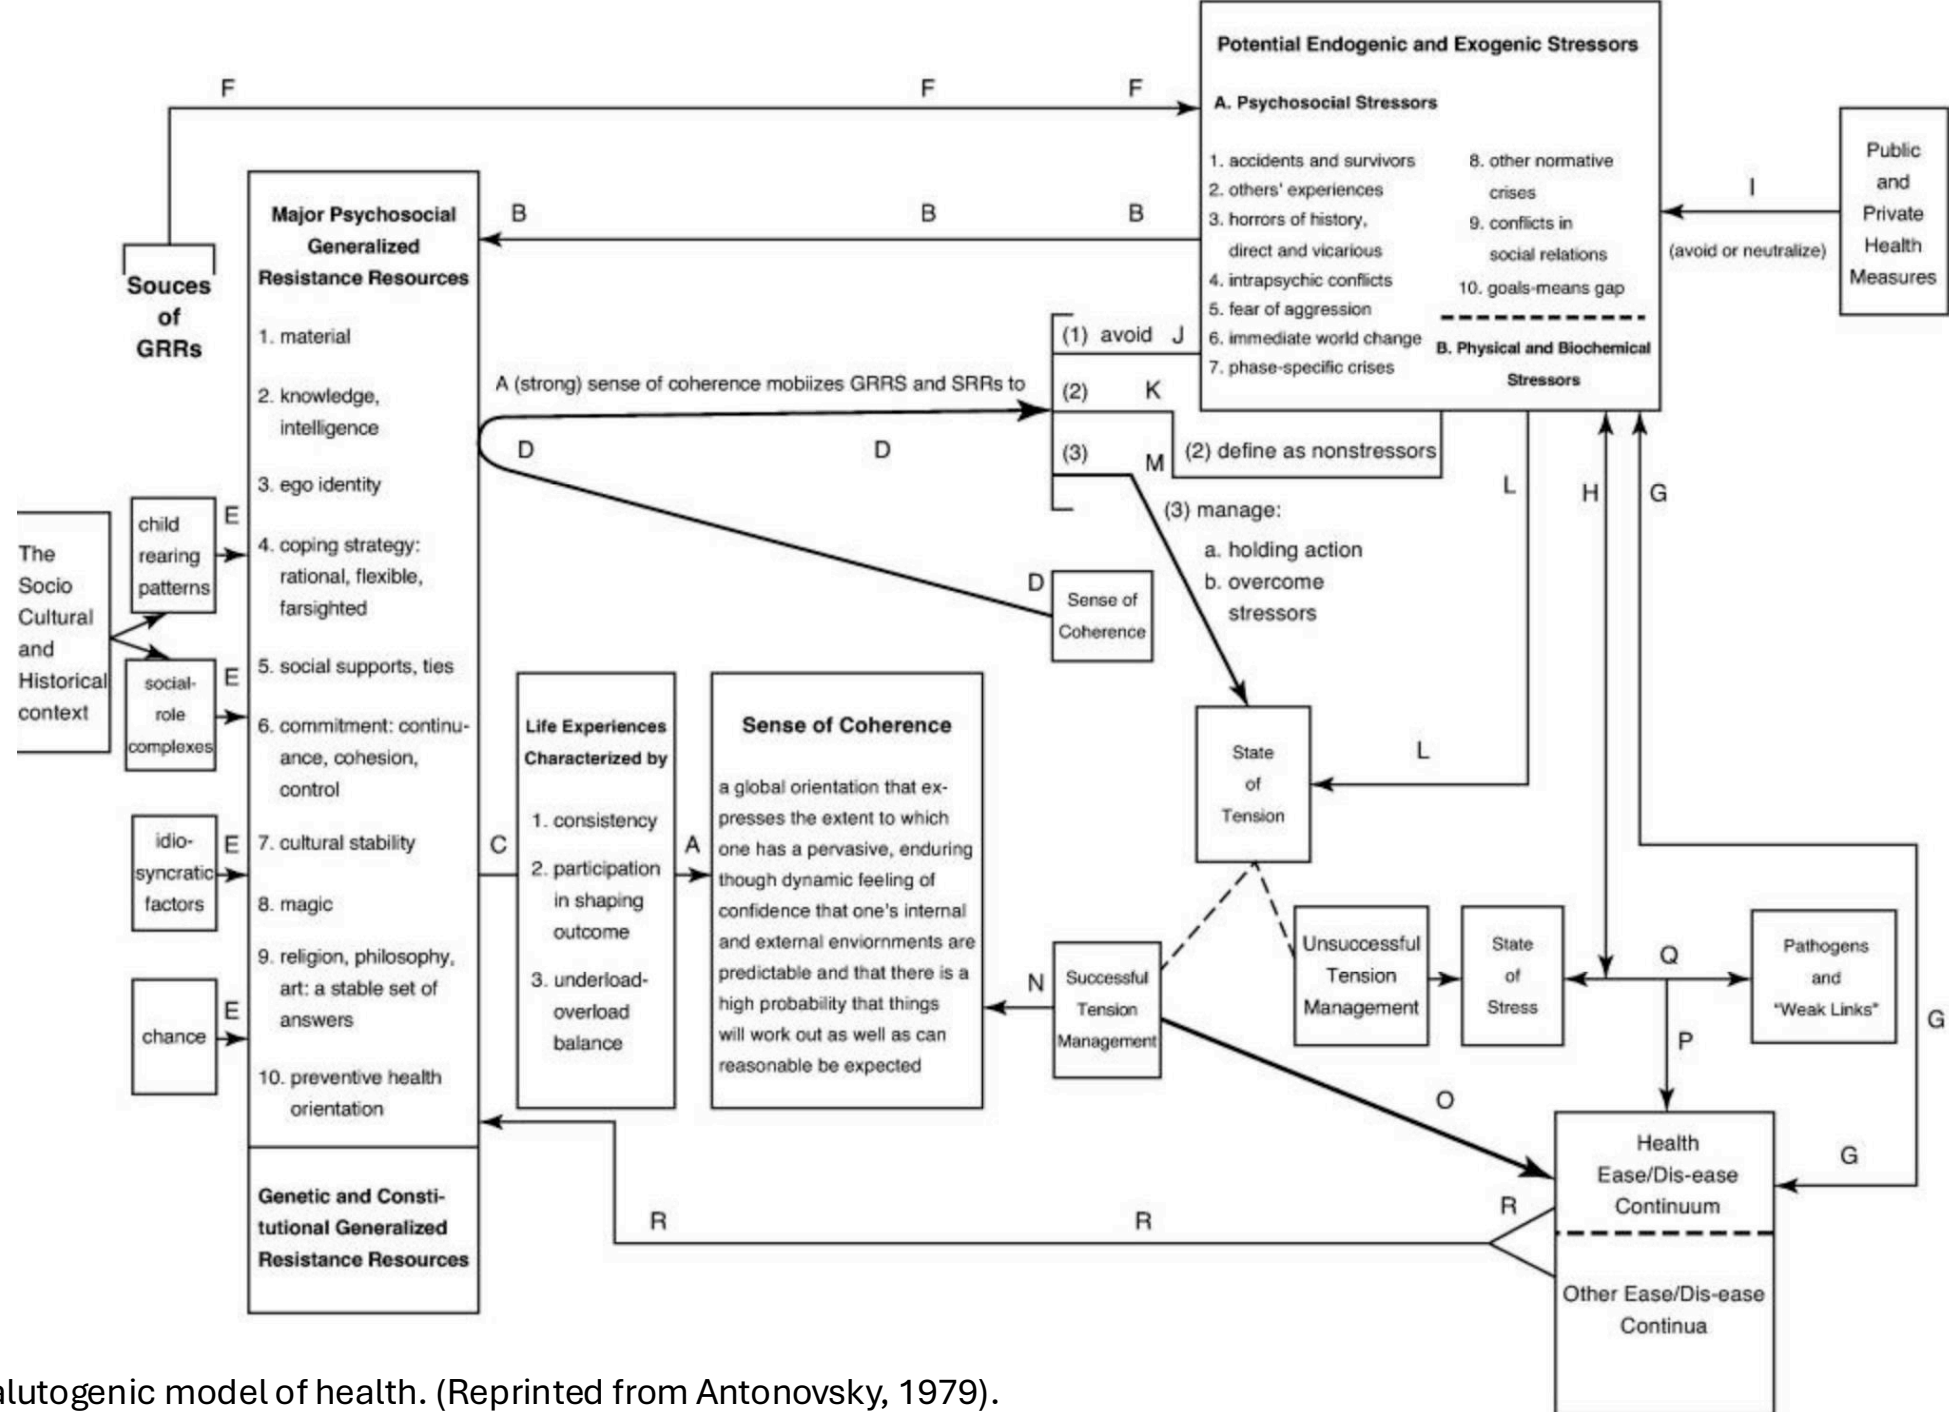 Potential Endogenic and Exogenic Stressors
A. Psychosocial Stressors
1. accidents and survivors
2. others' experiences
3. horrors of history,
direct and vicarious
4. intrapsychic conflicts
5. fear of aggression
6. immediate world change
7. phase-specific crises
8. other normative
crises
9. conflicts in
social relations
10. goals-means gap
B. Physical and Biochemical
Stressors
Public
and
Private
Health
Measures
I
(avoid or neutralize)
F F F
B B B
Souces
of
GRRs
Major Psychosocial
Generalized
Resistance Resources
1. material
2. knowledge,
intelligence
3. ego identity
4. coping strategy:
rational, flexible,
farsighted
5. social supports, ties
6. commitment: continu-
ance, cohesion,
control
7. cultural stability
8. magic
9. religion, philosophy,
art: a stable set of
answers
10. preventive health
orientation
Genetic and Consti-
tutional Generalized
Resistance Resources
The
Socio
Cultural
and
Historical
context
child
rearing
patterns
E
social-
role
complexes
E
idio-
syncratic
factors
E
chance
E
A (strong) sense of coherence mobiizes GRRS and SRRs to
D D
D
Sense of
Coherence
(1) avoid J
(2) K
(3) M
(2) define as nonstressors
(3) manage:
a. holding action
b. overcome
stressors
L
H
G
State
of
Tension
L
C
Life Experiences
Characterized by
1. consistency
2. participation
in shaping
outcome
3. underload-
overload
balance
A
Sense of Coherence
a global orientation that ex-
presses the extent to which
one has a pervasive, enduring
though dynamic feeling of
confidence that one's internal
and external enviornments are
predictable and that there is a
high probability that things
will work out as well as can
reasonable be expected
N
Successful
Tension
Management
Unsuccessful
Tension
Management
State
of
Stress
Q
Pathogens
and
"Weak Links"
P
G
O
G
Health
Ease/Dis-ease
Continuum
Other Ease/Dis-ease
Continua
R R R
alutogenic model of health. (Reprinted from Antonovsky, 1979).